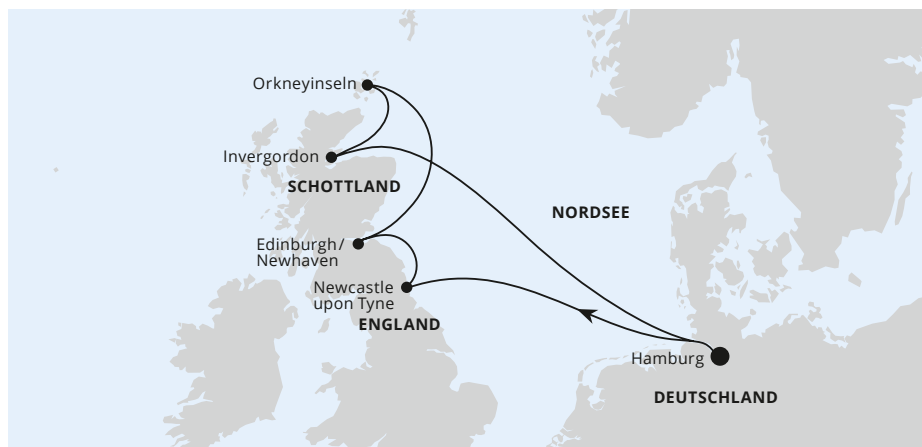 Orkneyinseln
Invergordon
SCHOTTLAND
NORDSEE
Edinburgh/
Newhaven
Newcastle
upon Tyne
ENGLAND
Hamburg
DEUTSCHLAND